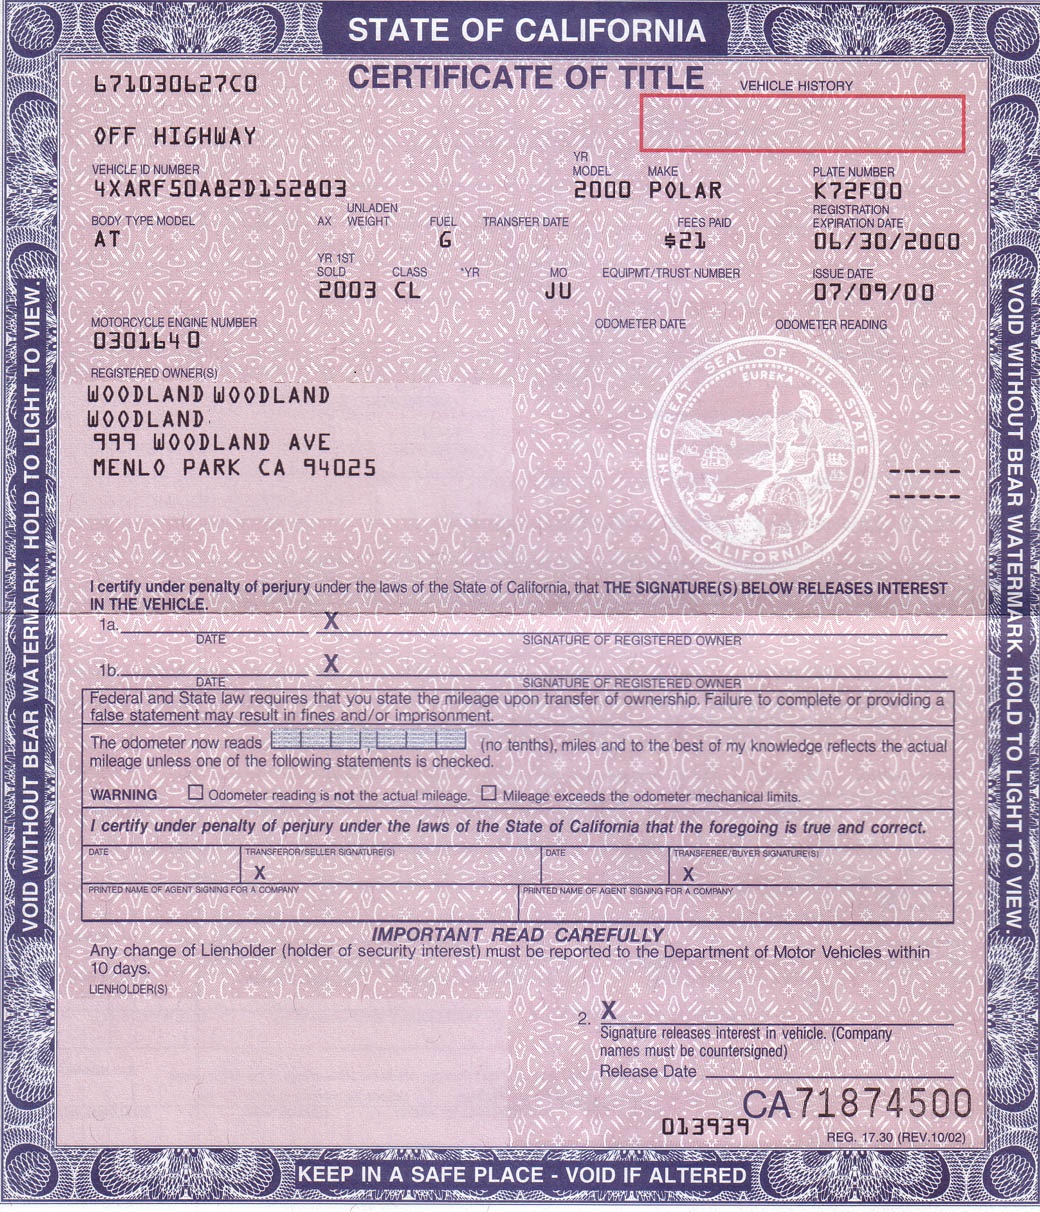 STATE OF CALIFORNIA
CERTIFICATE OF TITLE
671030627CO
VEHICLE HISTORY
OFF HIGHWAY
VEHICLE ID NUMBER YR MODEL MAKE PLATE NUMBER
4XARF50A82D152803 2000 POLAR K72F00
BODY TYPE MODEL AX UNLADEN WEIGHT FUEL TRANSFER DATE FEES PAID REGISTRATION EXPIRATION DATE
AT G $21 06/30/2000
YR 1ST SOLD CLASS *YR MO EQUIPMT/TRUST NUMBER ISSUE DATE
2003 CL JU 07/09/00
MOTORCYCLE ENGINE NUMBER ODOMETER DATE ODOMETER READING
0301640
REGISTERED OWNER(S)
WOODLAND WOODLAND
WOODLAND
999 WOODLAND AVE
MENLO PARK CA 94025
THE GREAT SEAL OF THE STATE OF CALIFORNIA
EUREKA
I certify under penalty of perjury under the laws of the State of California, that THE SIGNATURE(S) BELOW RELEASES INTEREST
IN THE VEHICLE.
1a. X
DATE SIGNATURE OF REGISTERED OWNER
1b. X
DATE SIGNATURE OF REGISTERED OWNER
Federal and State law requires that you state the mileage upon transfer of ownership. Failure to complete or providing a
false statement may result in fines and/or imprisonment.
The odometer now reads , (no tenths), miles and to the best of my knowledge reflects the actual
mileage unless one of the following statements is checked.
WARNING Odometer reading is not the actual mileage. Mileage exceeds the odometer mechanical limits.
I certify under penalty of perjury under the laws of the State of California that the foregoing is true and correct.
DATE TRANSFEROR/SELLER SIGNATURE(S) DATE TRANSFEREE/BUYER SIGNATURE(S)
X X
PRINTED NAME OF AGENT SIGNING FOR A COMPANY PRINTED NAME OF AGENT SIGNING FOR A COMPANY
IMPORTANT READ CAREFULLY
Any change of Lienholder (holder of security interest) must be reported to the Department of Motor Vehicles within
10 days.
LIENHOLDER(S)
2. X
Signature releases interest in vehicle. (Company
names must be countersigned)
Release Date
CA71874500
013939
REG. 17.30 (REV.10/02)
KEEP IN A SAFE PLACE - VOID IF ALTERED
VOID WITHOUT BEAR WATERMARK. HOLD TO LIGHT TO VIEW.
VOID WITHOUT BEAR WATERMARK. HOLD TO LIGHT TO VIEW.